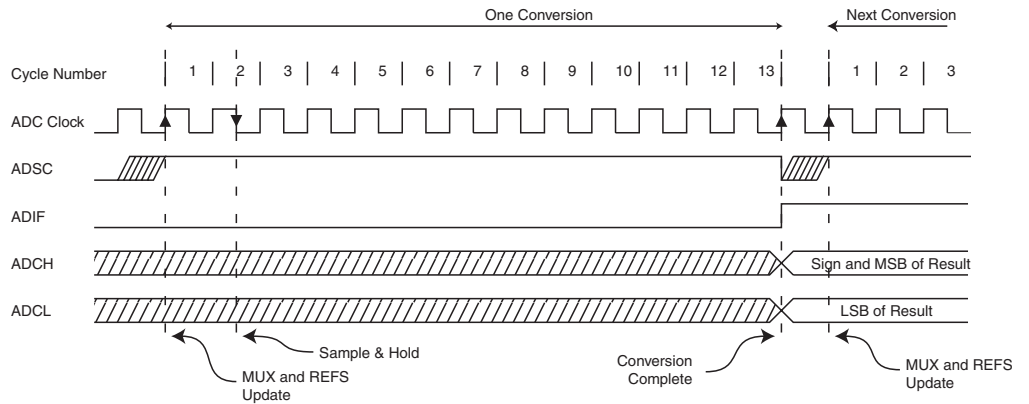 One Conversion
Next Conversion
Cycle Number
1 2 3 4 5 6 7 8 9 10 11 12 13 1 2 3
ADC Clock
ADSC
ADIF
ADCH
Sign and MSB of Result
ADCL
LSB of Result
Sample & Hold
MUX and REFS
Update
Conversion
Complete
MUX and REFS
Update